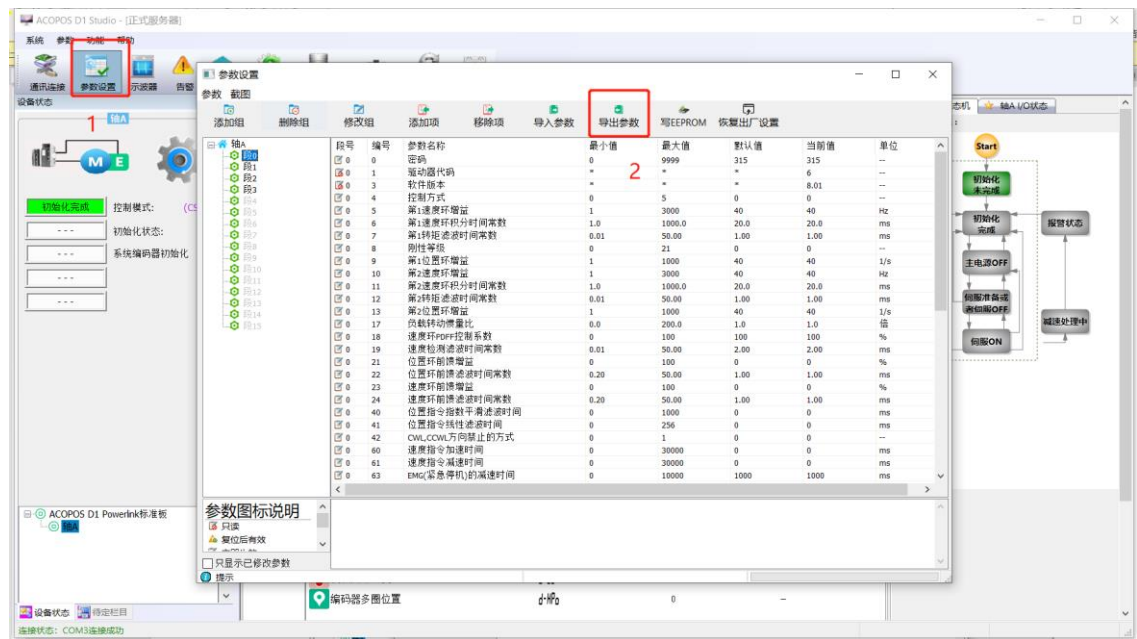 ACOPOS D1 Studio - [正式服务器]
系统 参数 功能 帮助
通讯连接 参数设置 示波器 告警
设备状态
1
轴A
M E
初始化完成 控制模式: (CS
--- 初始化状态:
--- 系统编码器初始化
---
---
参数设置
参数 截图
添加组 删除组 修改组 添加项 移除项 导入参数 导出参数 写EEPROM 恢复出厂设置
2
轴A
段0
段1
段2
段3
段4
段5
段6
段7
段8
段9
段10
段11
段12
段13
段14
段15
段号 编号 参数名称 最小值 最大值 默认值 当前值 单位
0 0 密码 0 9999 315 315 --
0 1 驱动器代码 * * * 6 --
0 3 软件版本 * * * 8.01 --
0 4 控制方式 0 5 0 0 --
0 5 第1速度环增益 1 3000 40 40 Hz
0 6 第1速度环积分时间常数 1.0 1000.0 20.0 20.0 ms
0 7 第1转矩滤波时间常数 0.01 50.00 1.00 1.00 ms
0 8 刚性等级 0 21 0 0 --
0 9 第1位置环增益 1 1000 40 40 1/s
0 10 第2速度环增益 1 3000 40 40 Hz
0 11 第2速度环积分时间常数 1.0 1000.0 20.0 20.0 ms
0 12 第2转矩滤波时间常数 0.01 50.00 1.00 1.00 ms
0 13 第2位置环增益 1 1000 40 40 1/s
0 17 负载转动惯量比 0.0 200.0 1.0 1.0 倍
0 18 速度环PDFF控制系数 0 100 100 100 %
0 19 速度检测滤波时间常数 0.01 50.00 2.00 2.00 ms
0 21 位置环前馈增益 0 100 0 0 %
0 22 位置环前馈滤波时间常数 0.20 50.00 1.00 1.00 ms
0 23 速度环前馈增益 0 100 0 0 %
0 24 速度环前馈滤波时间常数 0.20 50.00 1.00 1.00 ms
0 40 位置指令指数平滑滤波时间 0 1000 0 0 ms
0 41 位置指令线性滤波时间 0 256 0 0 ms
0 42 CWL,CCWL方向禁止的方式 0 1 0 0 --
0 60 速度指令加速时间 0 30000 0 0 ms
0 61 速度指令减速时间 0 30000 0 0 ms
0 63 EMG(紧急停机)的减速时间 0 10000 1000 1000 ms
参数图标说明
只读
复位后有效
只显示已修改参数
提示
态机 轴A I/O状态
:
Start
初始化
未完成
初始化
完成
报警状态
主电源OFF
伺服准备或
者伺服OFF
减速处理中
伺服ON
ACOPOS D1 Powerlink标准板
轴A
编码器多圈位置 d-HPo 0 --
设备状态 待定栏目
连接状态: COM3连接成功